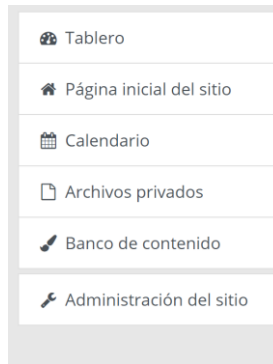 Tablero
Página inicial del sitio
Calendario
Archivos privados
Banco de contenido
Administración del sitio